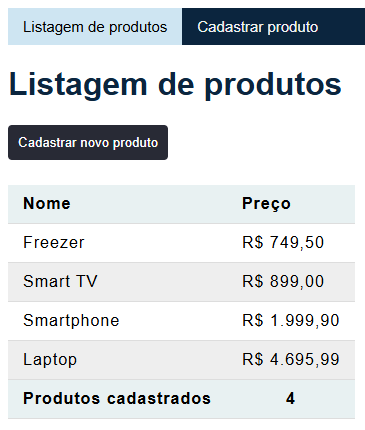 Listagem de produtos Cadastrar produto
Listagem de produtos
Cadastrar novo produto
Nome Preço
Freezer R$ 749,50
Smart TV R$ 899,00
Smartphone R$ 1.999,90
Laptop R$ 4.695,99
Produtos cadastrados 4